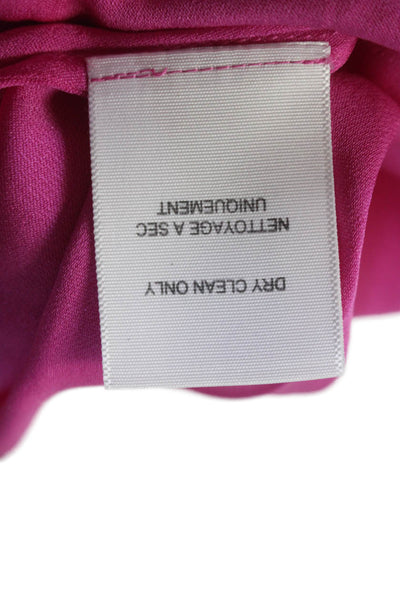 DRY CLEAN ONLY
NETTOYAGE A SEC
UNIQUEMENT